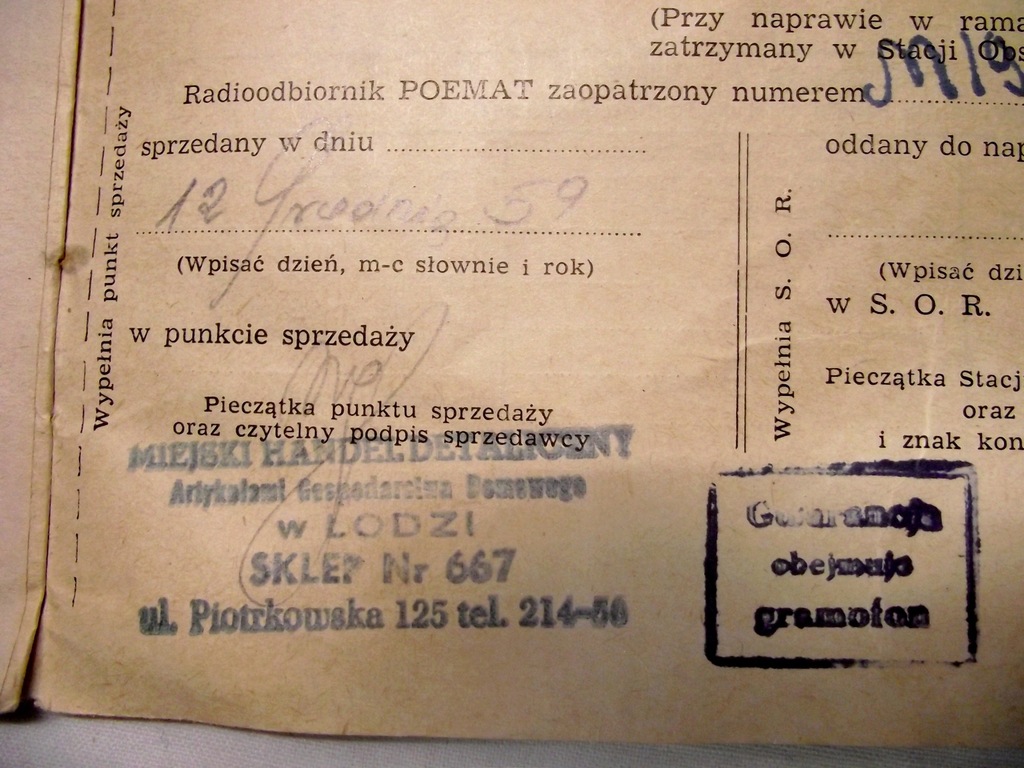 (Przy naprawie w rama
zatrzymany w Stacji Obs
Radioodbiornik POEMAT zaopatrzony numerem
Wypełnia punkt sprzedaży
sprzedany w dniu
12 Grudnia 59
(Wpisać dzień, m-c słownie i rok)
w punkcie sprzedaży
Pieczątka punktu sprzedaży
oraz czytelny podpis sprzedawcy
MIEJSKI HANDEL DETALICZNY
Artykułami Gospodarstwa Domowego
w ŁODZI
SKLEP Nr 667
ul. Piotrkowska 125 tel. 214-56
Wypełnia S. O. R.
oddany do nap
(Wpisać dzi
w S. O. R.
Pieczątka Stacj
oraz
i znak kon
Gwarancja
obejmuje
gramofon